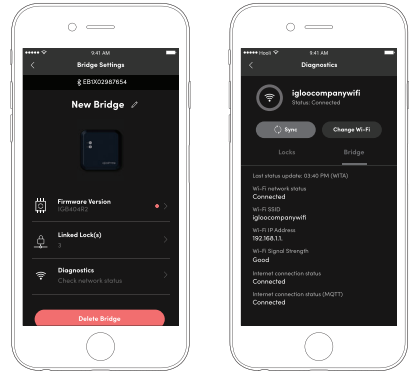 9:41 AM
Bridge Settings
EB1X02987654
New Bridge
Firmware Version
IGB404R2
Linked Lock(s)
3
Diagnostics
Check network status
Delete Bridge
Hooli 9:41 AM
Diagnostics
igloocompanywifi
Status: Connected
Sync Change Wi-Fi
Locks Bridge
Last status update: 03:40 PM (WITA)
Wi-Fi network status
Connected
Wi-Fi SSID
igloocompanywifi
Wi-Fi IP Address
192.168.1.1.
Wi-Fi Signal Strength
Good
Internet connection status
Connected
Internet connection status (MQTT)
Connected